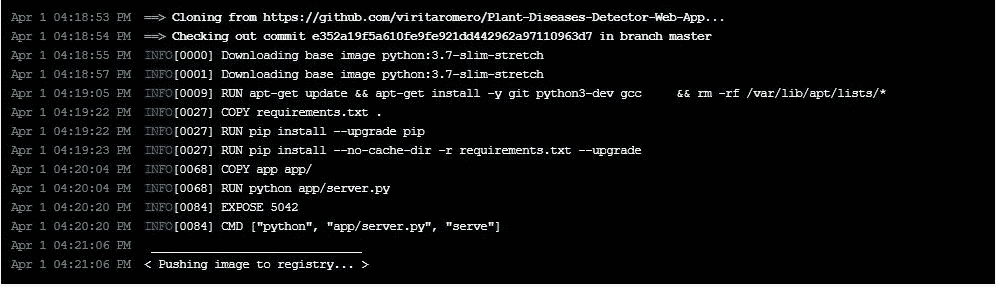 Apr 1 04:18:53 PM ==> Cloning from https://github.com/viritaromero/Plant-Diseases-Detector-Web-App...
Apr 1 04:18:54 PM ==> Checking out commit e352a19f5a610fe9fe921dd442962a97110963d7 in branch master
Apr 1 04:18:55 PM INFO[0000] Downloading base image python:3.7-slim-stretch
Apr 1 04:18:57 PM INFO[0001] Downloading base image python:3.7-slim-stretch
Apr 1 04:19:05 PM INFO[0009] RUN apt-get update && apt-get install -y git python3-dev gcc     && rm -rf /var/lib/apt/lists/*
Apr 1 04:19:22 PM INFO[0027] COPY requirements.txt .
Apr 1 04:19:22 PM INFO[0027] RUN pip install --upgrade pip
Apr 1 04:19:23 PM INFO[0027] RUN pip install --no-cache-dir -r requirements.txt --upgrade
Apr 1 04:20:04 PM INFO[0068] COPY app app/
Apr 1 04:20:04 PM INFO[0068] RUN python app/server.py
Apr 1 04:20:20 PM INFO[0084] EXPOSE 5042
Apr 1 04:20:20 PM INFO[0084] CMD ["python", "app/server.py", "serve"]
Apr 1 04:21:06 PM ______________________________
Apr 1 04:21:06 PM < Pushing image to registry... >